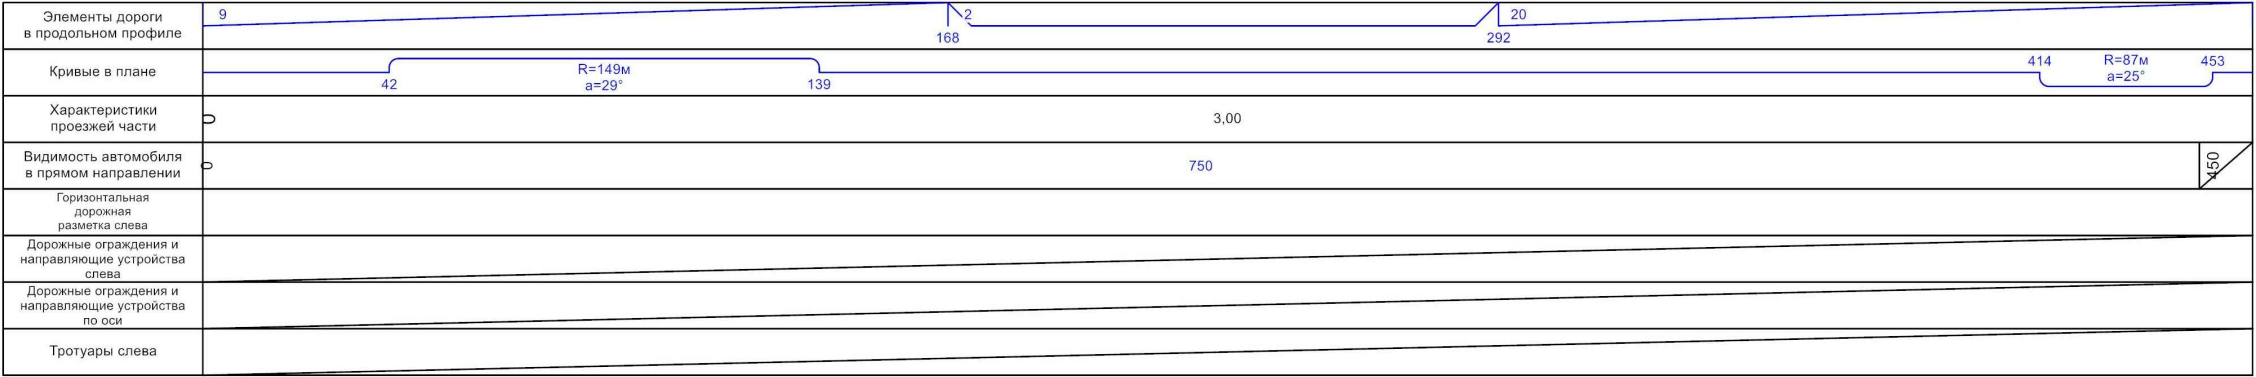 Элементы дороги
в продольном профиле
9
2
20
168
292
Кривые в плане
R=149м
a=29°
42
139
414
R=87м
a=25°
453
Характеристики
проезжей части
0
3,00
Видимость автомобиля
в прямом направлении
0
750
450
Горизонтальная
дорожная
разметка слева
Дорожные ограждения и
направляющие устройства
слева
Дорожные ограждения и
направляющие устройства
по оси
Тротуары слева